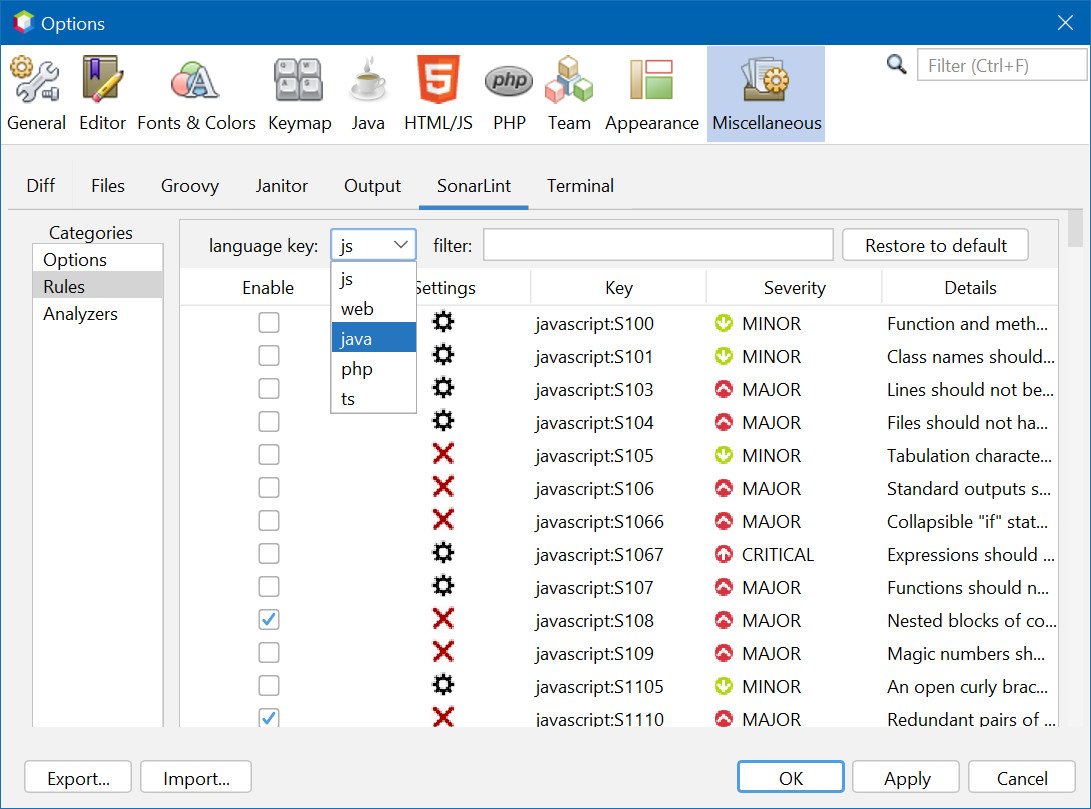 Options
Filter (Ctrl+F)
General Editor Fonts & Colors Keymap Java HTML/JS PHP Team Appearance Miscellaneous
Diff Files Groovy Janitor Output SonarLint Terminal
Categories
Options
Rules
Analyzers
language key: js filter: Restore to default
js
web
java
php
ts
Enable Settings Key Severity Details
javascript:S100 MINOR Function and meth...
javascript:S101 MINOR Class names should...
javascript:S103 MAJOR Lines should not be...
javascript:S104 MAJOR Files should not ha...
javascript:S105 MINOR Tabulation characte...
javascript:S106 MAJOR Standard outputs s...
javascript:S1066 MAJOR Collapsible "if" stat...
javascript:S1067 CRITICAL Expressions should ...
javascript:S107 MAJOR Functions should n...
javascript:S108 MAJOR Nested blocks of co...
javascript:S109 MAJOR Magic numbers sh...
javascript:S1105 MINOR An open curly brac...
javascript:S1110 MAJOR Redundant pairs of ...
Export... Import... OK Apply Cancel